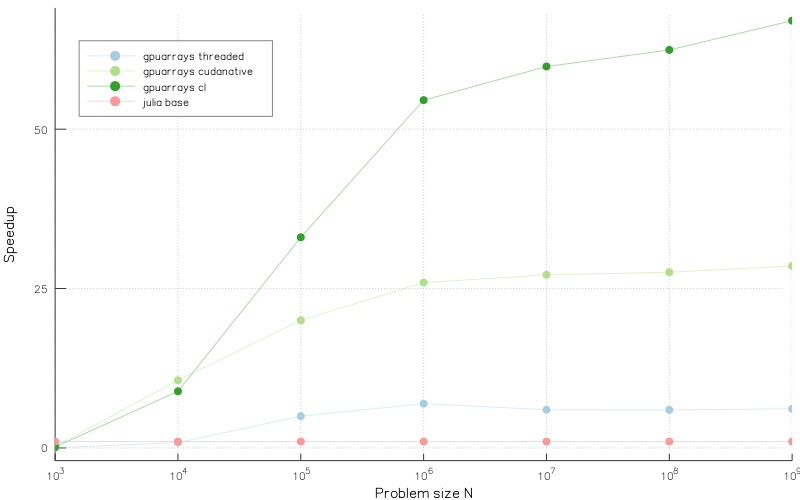 gpuarrays threaded
gpuarrays cudanative
gpuarrays cl
julia base
50
25
0
Speedup
10³ 10⁴ 10⁵ 10⁶ 10⁷ 10⁸ 10⁹
Problem size N